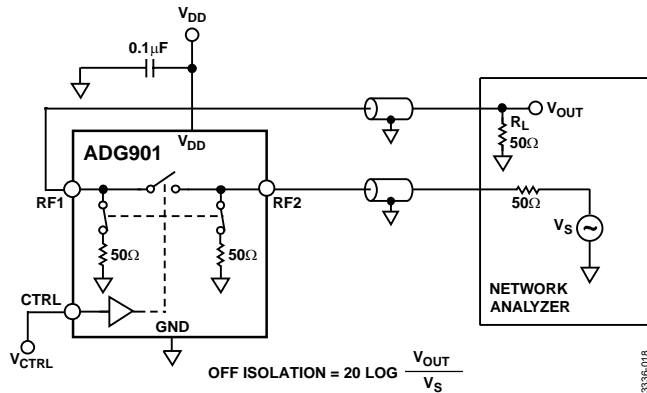 VDD
0.1µF
VDD
ADG901
RF1
RF2
50Ω
50Ω
CTRL
VCTRL
GND
VOUT
RL
50Ω
50Ω
VS
NETWORK
ANALYZER
OFF ISOLATION = 20 LOG VOUT
VS
3336-018